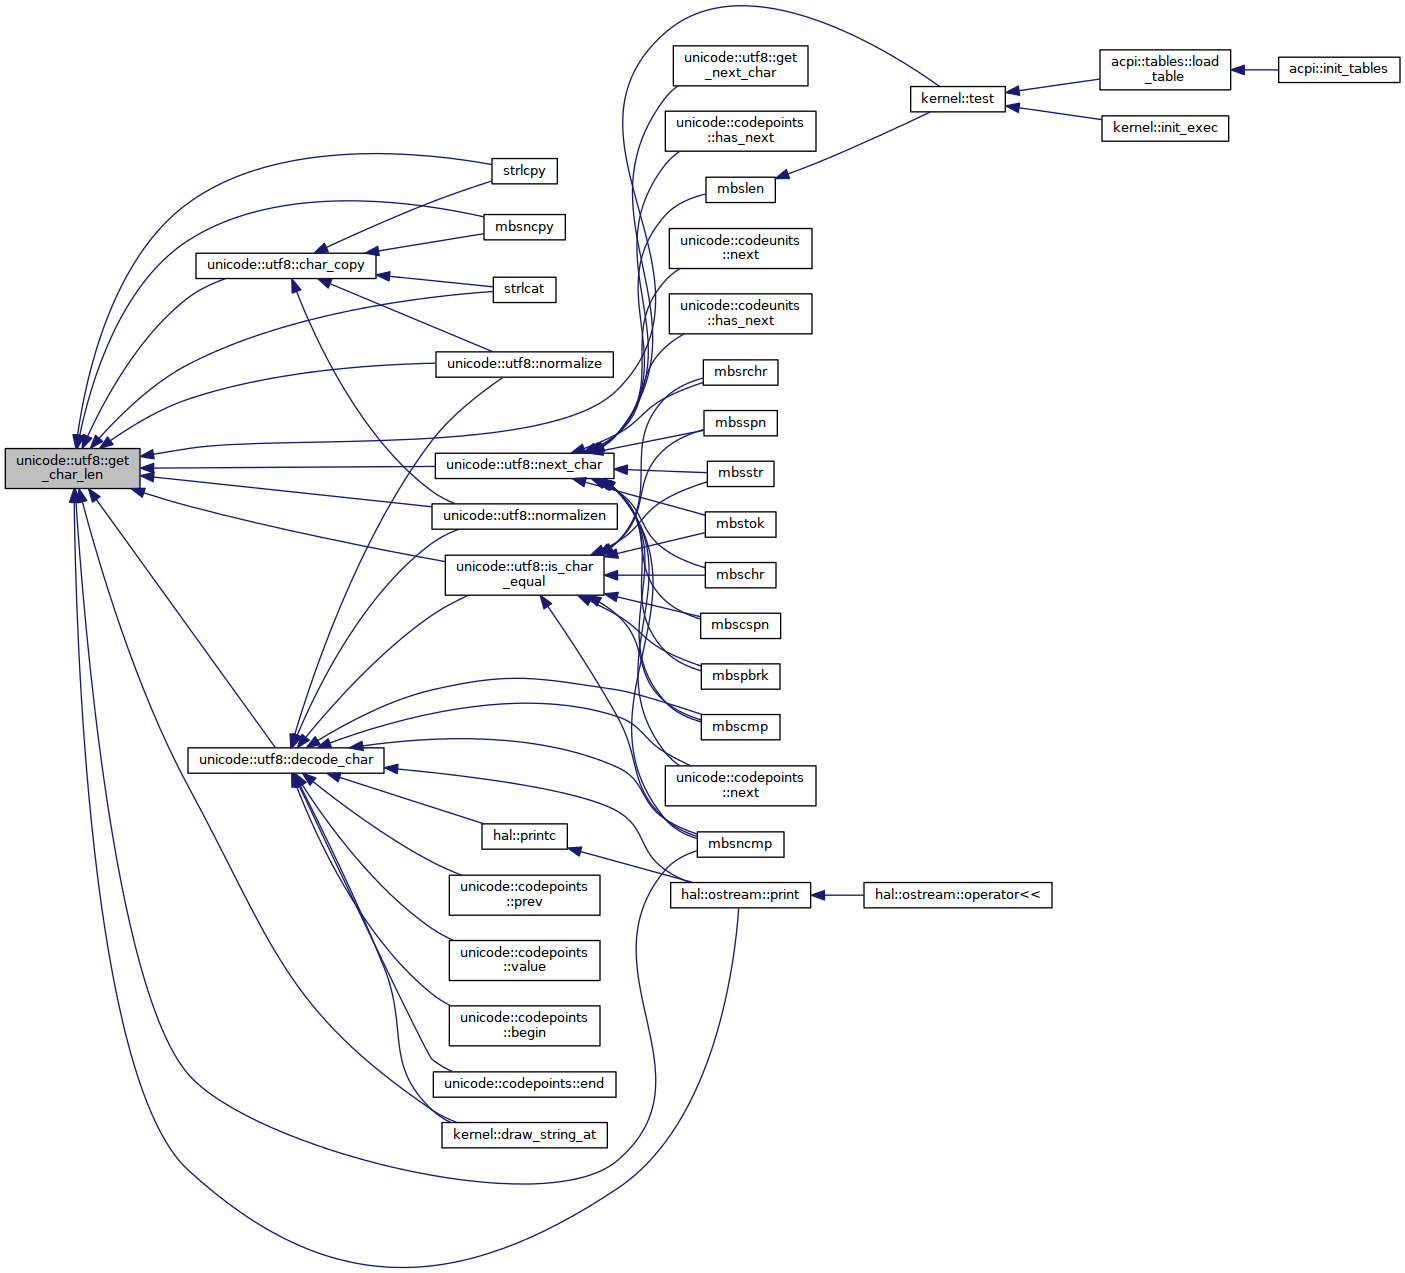 unicode::utf8::get
_char_len
unicode::utf8::char_copy
unicode::utf8::decode_char
strlcpy
mbsncpy
strlcat
unicode::utf8::normalize
unicode::utf8::next_char
unicode::utf8::normalizen
unicode::utf8::is_char
_equal
hal::printc
unicode::codepoints
::prev
unicode::codepoints
::value
unicode::codepoints
::begin
unicode::codepoints::end
kernel::draw_string_at
unicode::utf8::get
_next_char
unicode::codepoints
::has_next
mbslen
unicode::codeunits
::next
unicode::codeunits
::has_next
mbsrchr
mbsspn
mbsstr
mbstok
mbschr
mbscspn
mbspbrk
mbscmp
unicode::codepoints
::next
mbsncmp
hal::ostream::print
kernel::test
hal::ostream::operator<<
acpi::tables::load
_table
kernel::init_exec
acpi::init_tables